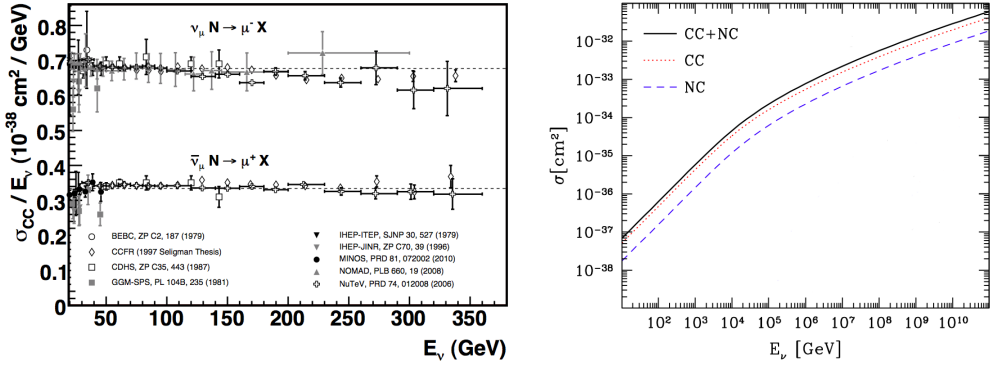 ν_μ N → μ⁻ X
ν̅_μ N → μ⁺ X
σ_CC / E_ν (10⁻³⁸ cm² / GeV)
1
0.8
0.7
0.6
0.4
0.3
0.2
0
BEBC, ZP C2, 187 (1979)
CCFR (1997 Seligman Thesis)
CDHS, ZP C35, 443 (1987)
GGM-SPS, PL 104B, 235 (1981)
IHEP-ITEP, SJNP 30, 527 (1979)
IHEP-JINR, ZP C70, 39 (1996)
MINOS, PRD 81, 072002 (2010)
NOMAD, PLB 660, 19 (2008)
NuTeV, PRD 74, 012008 (2006)
50 100 150 200 250 300 350
E_ν (GeV)
CC+NC
CC
NC
σ[cm²]
10⁻³²
10⁻³³
10⁻³⁴
10⁻³⁵
10⁻³⁶
10⁻³⁷
10⁻³⁸
10² 10³ 10⁴ 10⁵ 10⁶ 10⁷ 10⁸ 10⁹ 10¹⁰
E_ν [GeV]